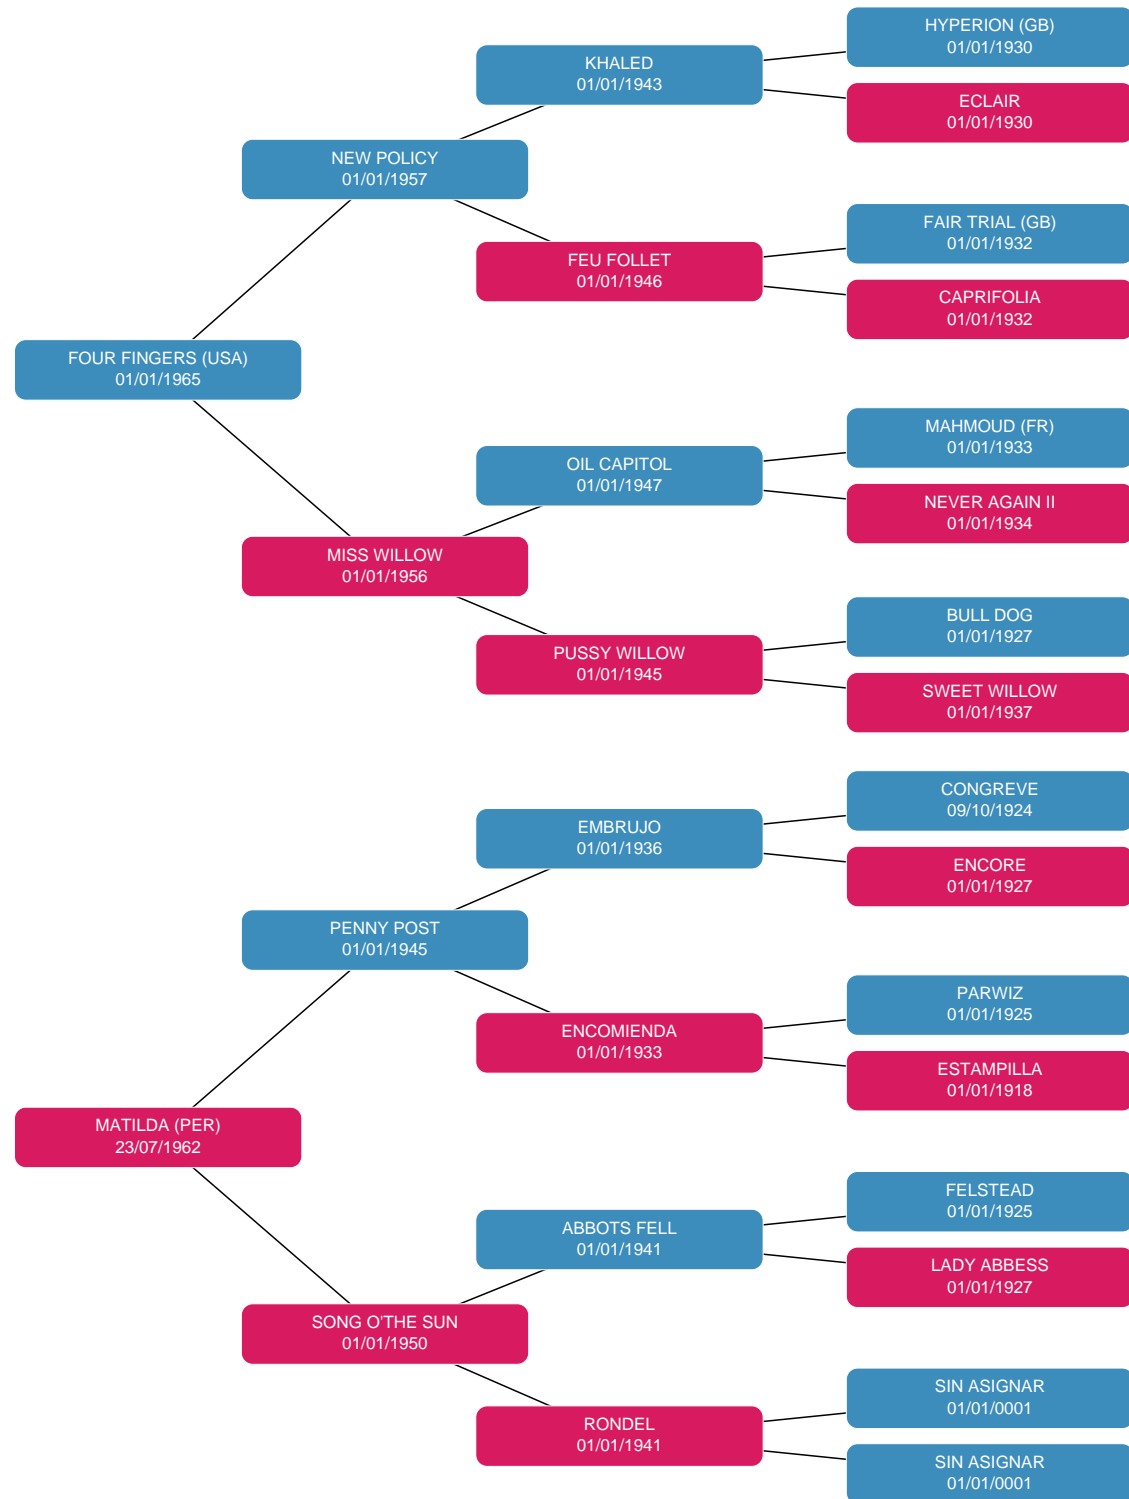 HYPERION (GB)
01/01/1930
KHALED
01/01/1943
ECLAIR
01/01/1930
NEW POLICY
01/01/1957
FAIR TRIAL (GB)
01/01/1932
FEU FOLLET
01/01/1946
CAPRIFOLIA
01/01/1932
FOUR FINGERS (USA)
01/01/1965
MAHMOUD (FR)
01/01/1933
OIL CAPITOL
01/01/1947
NEVER AGAIN II
01/01/1934
MISS WILLOW
01/01/1956
BULL DOG
01/01/1927
PUSSY WILLOW
01/01/1945
SWEET WILLOW
01/01/1937
CONGREVE
09/10/1924
EMBRUJO
01/01/1936
ENCORE
01/01/1927
PENNY POST
01/01/1945
PARWIZ
01/01/1925
ENCOMIENDA
01/01/1933
ESTAMPILLA
01/01/1918
MATILDA (PER)
23/07/1962
FELSTEAD
01/01/1925
ABBOTS FELL
01/01/1941
LADY ABBESS
01/01/1927
SONG O'THE SUN
01/01/1950
SIN ASIGNAR
01/01/0001
RONDEL
01/01/1941
SIN ASIGNAR
01/01/0001